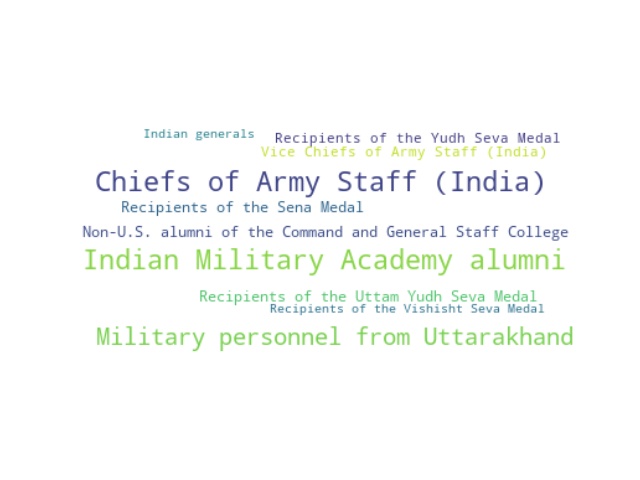 Indian generals
Recipients of the Yudh Seva Medal
Vice Chiefs of Army Staff (India)
Chiefs of Army Staff (India)
Recipients of the Sena Medal
Non-U.S. alumni of the Command and General Staff College
Indian Military Academy alumni
Recipients of the Uttam Yudh Seva Medal
Recipients of the Vishisht Seva Medal
Military personnel from Uttarakhand